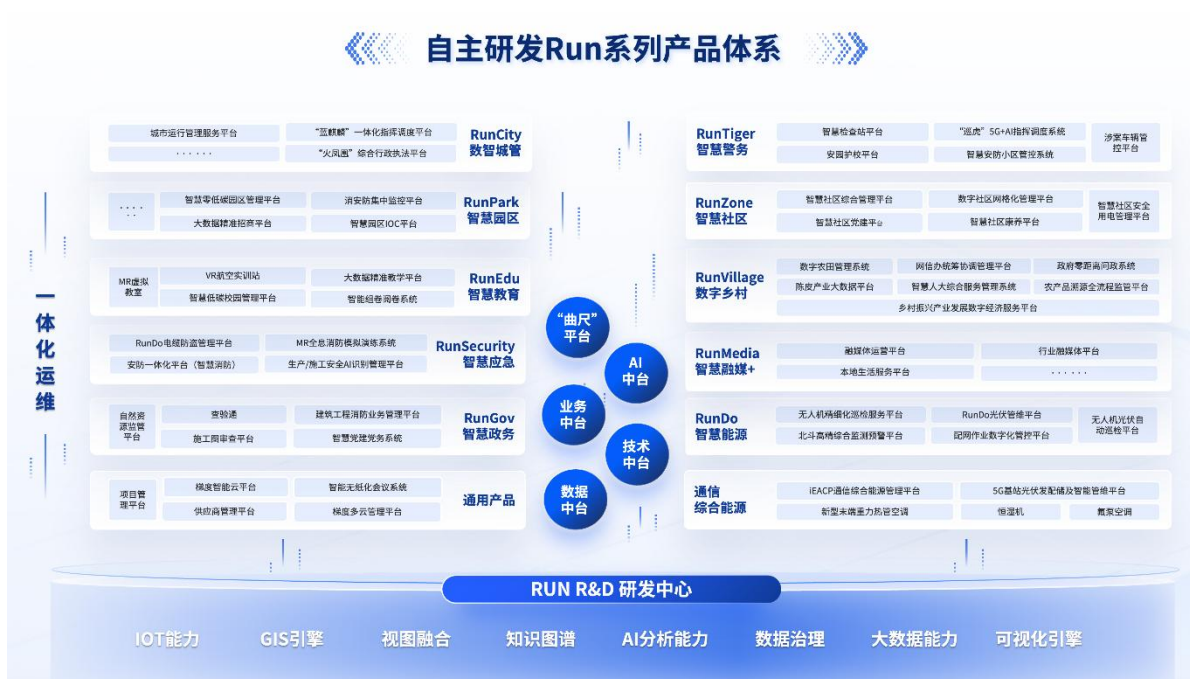 自主研发Run系列产品体系
城市运行管理服务平台
“蓝麒麟”一体化指挥调度平台
······
“火凤凰”综合行政执法平台
RunCity
数智城管
······
智慧零低碳园区管理平台
消安防集中监控平台
大数据精准招商平台
智慧园区IOC平台
RunPark
智慧园区
MR虚拟
教室
VR航空实训站
大数据精准教学平台
智慧低碳校园管理平台
智能组卷阅卷系统
RunEdu
智慧教育
RunDo电缆防盗管理平台
MR全息消防模拟演练系统
安防一体化平台（智慧消防）
生产/施工安全AI识别管理平台
RunSecurity
智慧应急
自然资
源监管
平台
查验通
建筑工程消防业务管理平台
施工图审查平台
智慧党建党务系统
RunGov
智慧政务
项目管
理平台
梯度智能云平台
智能无纸化会议系统
供应商管理平台
梯度多云管理平台
通用产品
一体化运维
“曲尺”
平台
AI
中台
业务
中台
技术
中台
数据
中台
RunTiger
智慧警务
智慧检查站平台
“巡虎”5G+AI指挥调度系统
安园护校平台
智慧安防小区管控系统
涉案车辆管
控平台
RunZone
智慧社区
智慧社区综合管理平台
数字社区网格化管理平台
智慧社区党建平台
智慧社区康养平台
智慧社区安全
用电管理平台
RunVillage
数字乡村
数字农田管理系统
网信办统筹协调管理平台
政府零距离问政系统
陈皮产业大数据平台
智慧人大综合服务管理系统
农产品溯源全流程监管平台
乡村振兴产业发展数字经济服务平台
RunMedia
智慧融媒+
融媒体运营平台
行业融媒体平台
本地生活服务平台
······
RunDo
智慧能源
无人机精细化巡检服务平台
RunDo光伏管维平台
北斗高精综合监测预警平台
配网作业数字化管控平台
无人机光伏自
动巡检平台
通信
综合能源
iEACP通信综合能源管理平台
5G基站光伏发配储及智能管维平台
新型末端重力热管空调
恒湿机
氟泵空调
RUN R&D 研发中心
IOT能力
GIS引擎
视图融合
知识图谱
AI分析能力
数据治理
大数据能力
可视化引擎